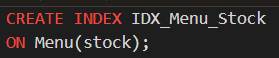 CREATE INDEX IDX_Menu_Stock
ON Menu(stock);